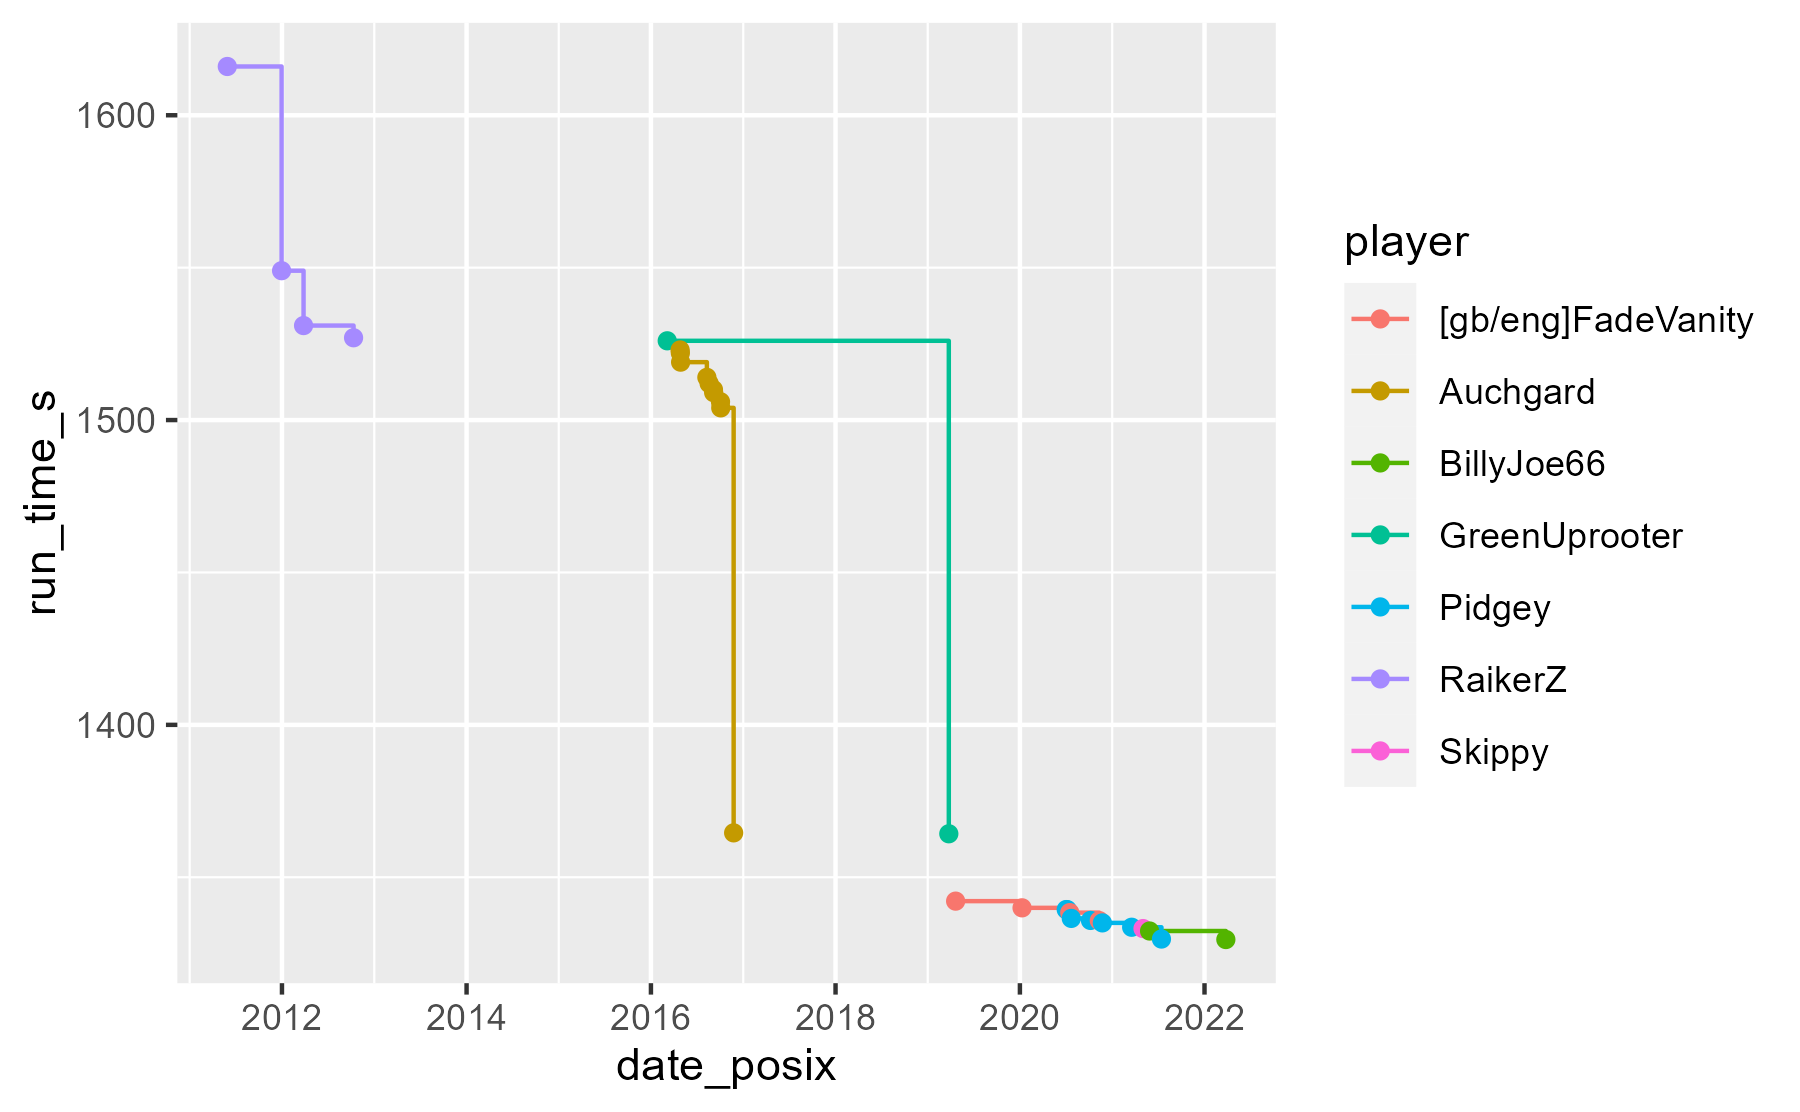 1600
1500
1400
run_time_s
2012 2014 2016 2018 2020 2022
date_posix
player
[gb/eng]FadeVanity
Auchgard
BillyJoe66
GreenUprooter
Pidgey
RaikerZ
Skippy